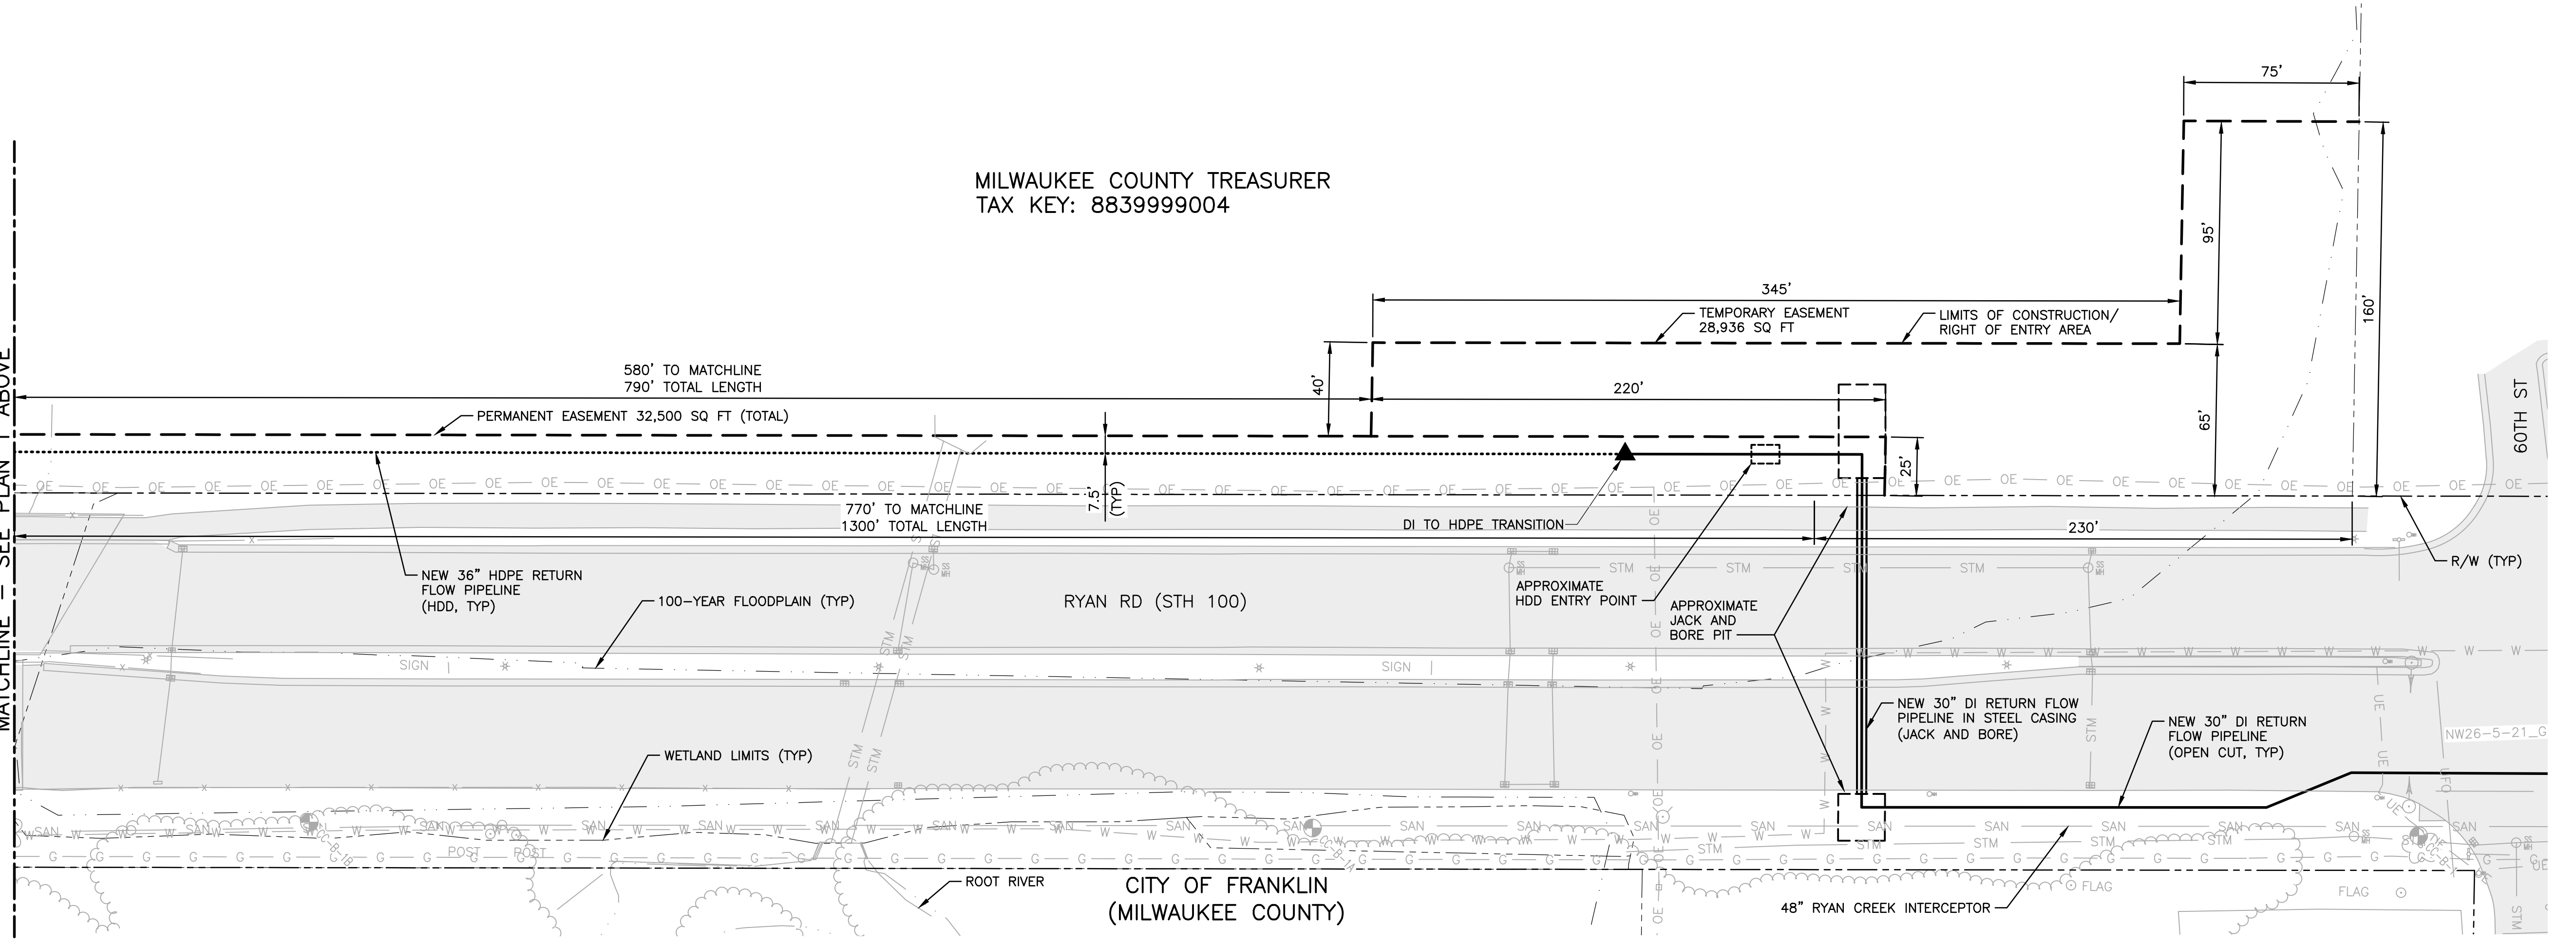 75'
MILWAUKEE COUNTY TREASURER
TAX KEY: 8839999004
95'
160'
345'
TEMPORARY EASEMENT
28,936 SQ FT
LIMITS OF CONSTRUCTION/
RIGHT OF ENTRY AREA
MATCHLINE – SEE PLAN 1 ABOVE
580' TO MATCHLINE
790' TOTAL LENGTH
40'
220'
65'
60TH ST
PERMANENT EASEMENT 32,500 SQ FT (TOTAL)
25'
7.5'
(TYP)
770' TO MATCHLINE
1300' TOTAL LENGTH
DI TO HDPE TRANSITION
230'
R/W (TYP)
NEW 36" HDPE RETURN
FLOW PIPELINE
(HDD, TYP)
100-YEAR FLOODPLAIN (TYP)
RYAN RD (STH 100)
APPROXIMATE
HDD ENTRY POINT
APPROXIMATE
JACK AND
BORE PIT
SIGN
SIGN
NEW 30" DI RETURN FLOW
PIPELINE IN STEEL CASING
(JACK AND BORE)
NEW 30" DI RETURN
FLOW PIPELINE
(OPEN CUT, TYP)
NW26-5-21_G
WETLAND LIMITS (TYP)
POST
POST
ROOT RIVER
CITY OF FRANKLIN
(MILWAUKEE COUNTY)
48" RYAN CREEK INTERCEPTOR
FLAG
FLAG